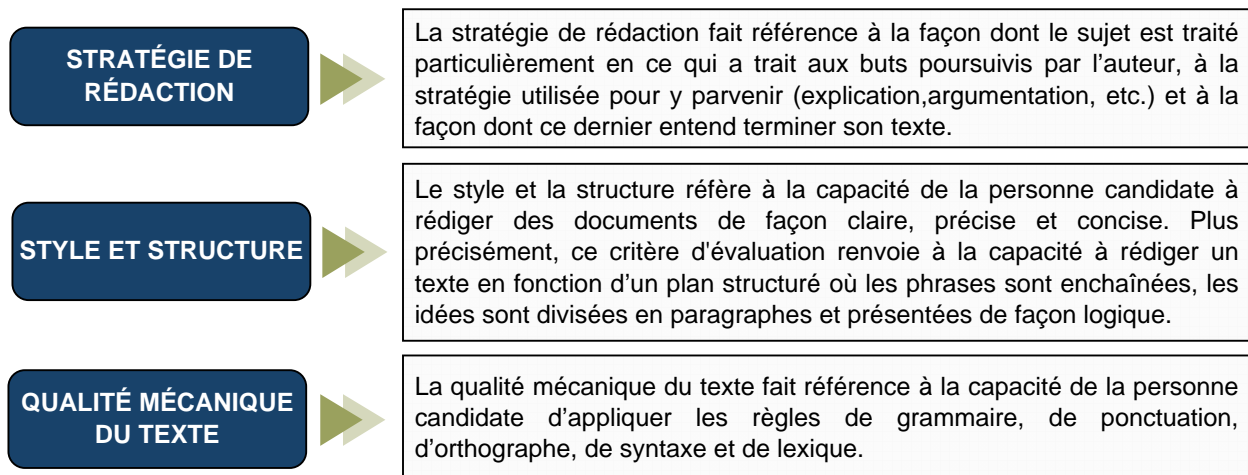 STRATÉGIE DE
RÉDACTION
La stratégie de rédaction fait référence à la façon dont le sujet est traité
particulièrement en ce qui a trait aux buts poursuivis par l'auteur, à la
stratégie utilisée pour y parvenir (explication,argumentation, etc.) et à la
façon dont ce dernier entend terminer son texte.
STYLE ET STRUCTURE
Le style et la structure réfère à la capacité de la personne candidate à
rédiger des documents de façon claire, précise et concise. Plus
précisément, ce critère d'évaluation renvoie à la capacité à rédiger un
texte en fonction d'un plan structuré où les phrases sont enchaînées, les
idées sont divisées en paragraphes et présentées de façon logique.
QUALITÉ MÉCANIQUE
DU TEXTE
La qualité mécanique du texte fait référence à la capacité de la personne
candidate d'appliquer les règles de grammaire, de ponctuation,
d'orthographe, de syntaxe et de lexique.